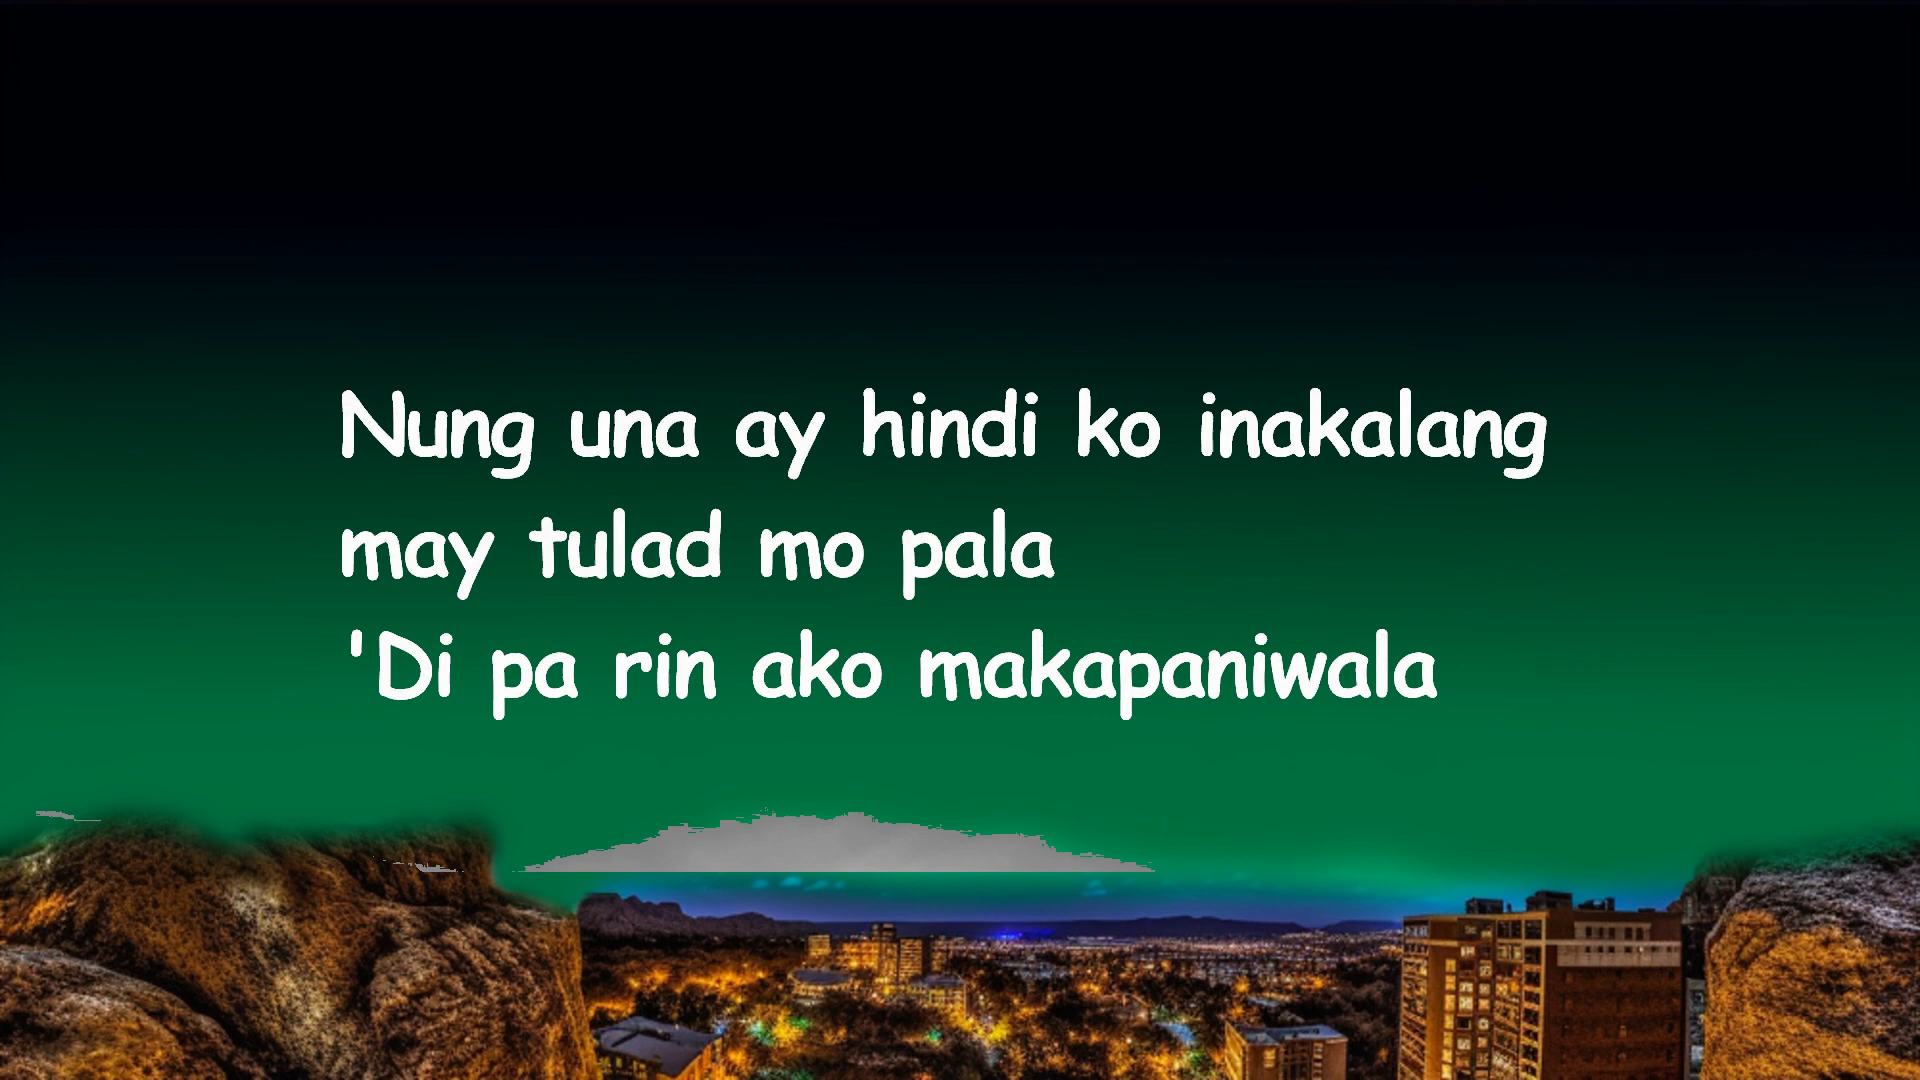 Nung una ay hindi ko inakalang
may tulad mo pala
'Di pa rin ako makapaniwala